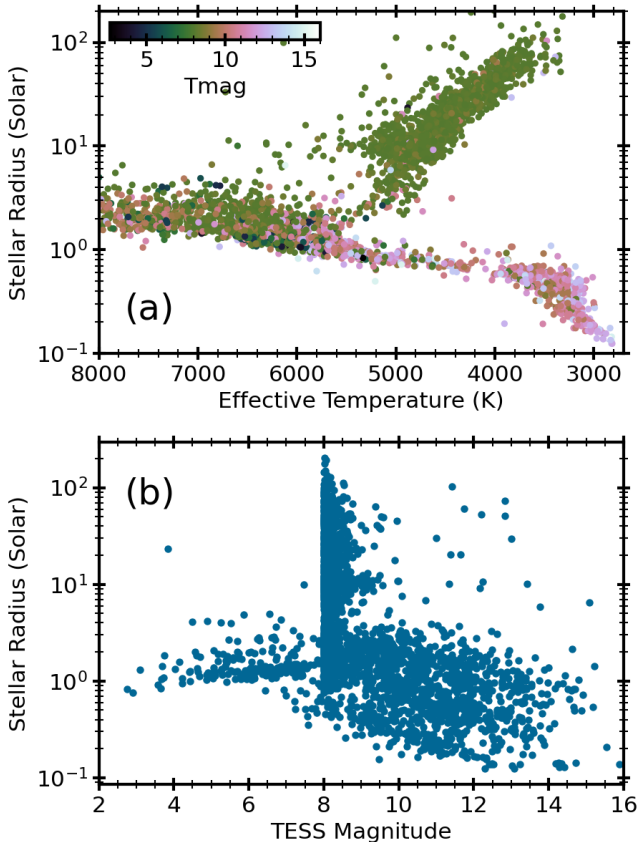 10²
10¹
10⁰
10⁻¹
Stellar Radius (Solar)
5 10 15
Tmag
(a)
8000 7000 6000 5000 4000 3000
Effective Temperature (K)
10²
10¹
10⁰
10⁻¹
Stellar Radius (Solar)
(b)
2 4 6 8 10 12 14 16
TESS Magnitude